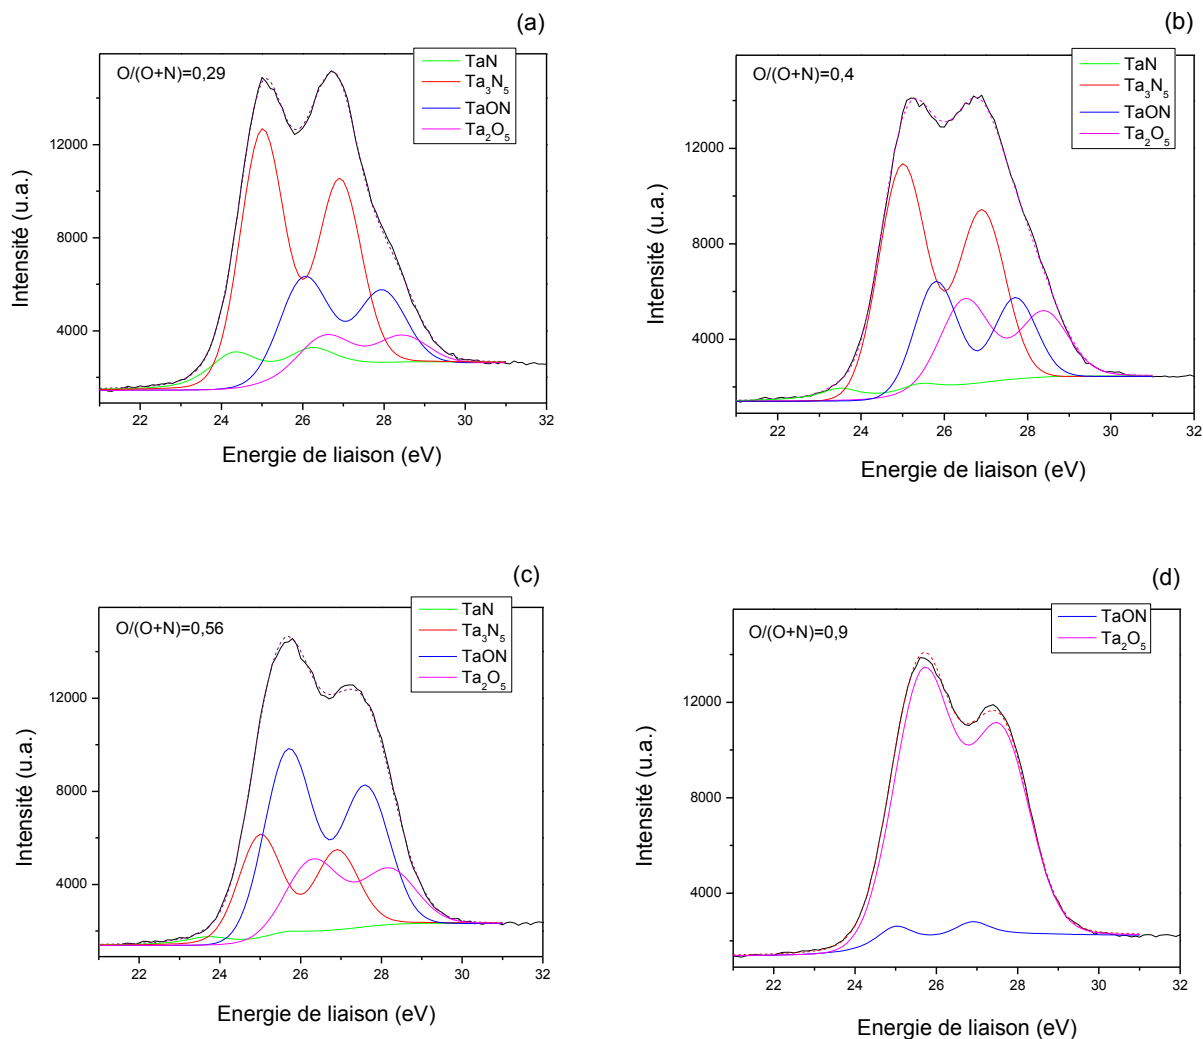 (a)
O/(O+N)=0,29
TaN
Ta3N5
TaON
Ta2O5
12000
8000
4000
22 24 26 28 30 32
Intensité (u.a.)
Energie de liaison (eV)
(b)
O/(O+N)=0,4
TaN
Ta3N5
TaON
Ta2O5
12000
8000
4000
22 24 26 28 30 32
Intensité (u.a.)
Energie de liaison (eV)
(c)
O/(O+N)=0,56
TaN
Ta3N5
TaON
Ta2O5
12000
8000
4000
22 24 26 28 30 32
Intensité (u.a.)
Energie de liaison (eV)
(d)
O/(O+N)=0,9
TaON
Ta2O5
12000
8000
4000
22 24 26 28 30 32
Intensité (u.a.)
Energie de liaison (eV)